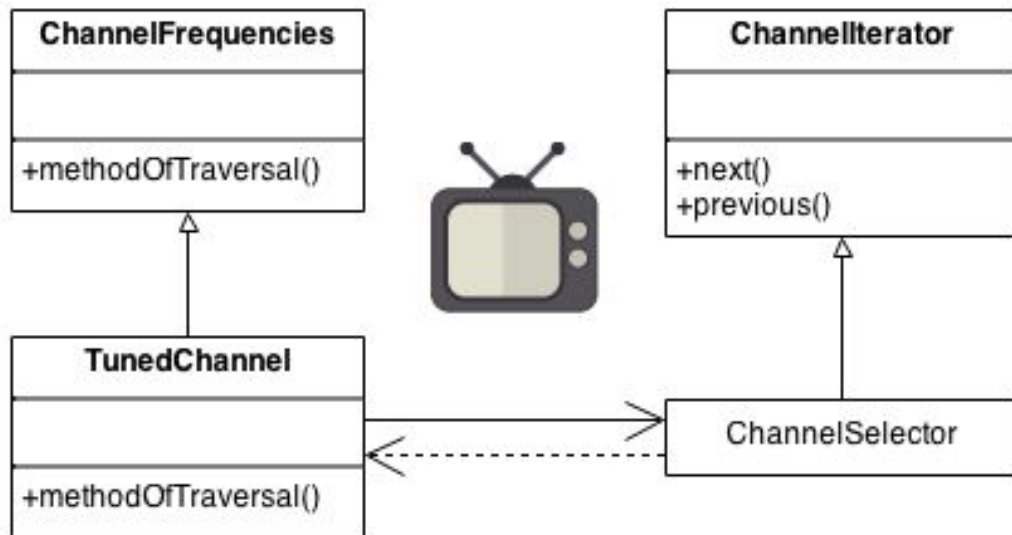 ChannelFrequencies
+methodOfTraversal()
ChannelIterator
+next()
+previous()
TunedChannel
+methodOfTraversal()
ChannelSelector